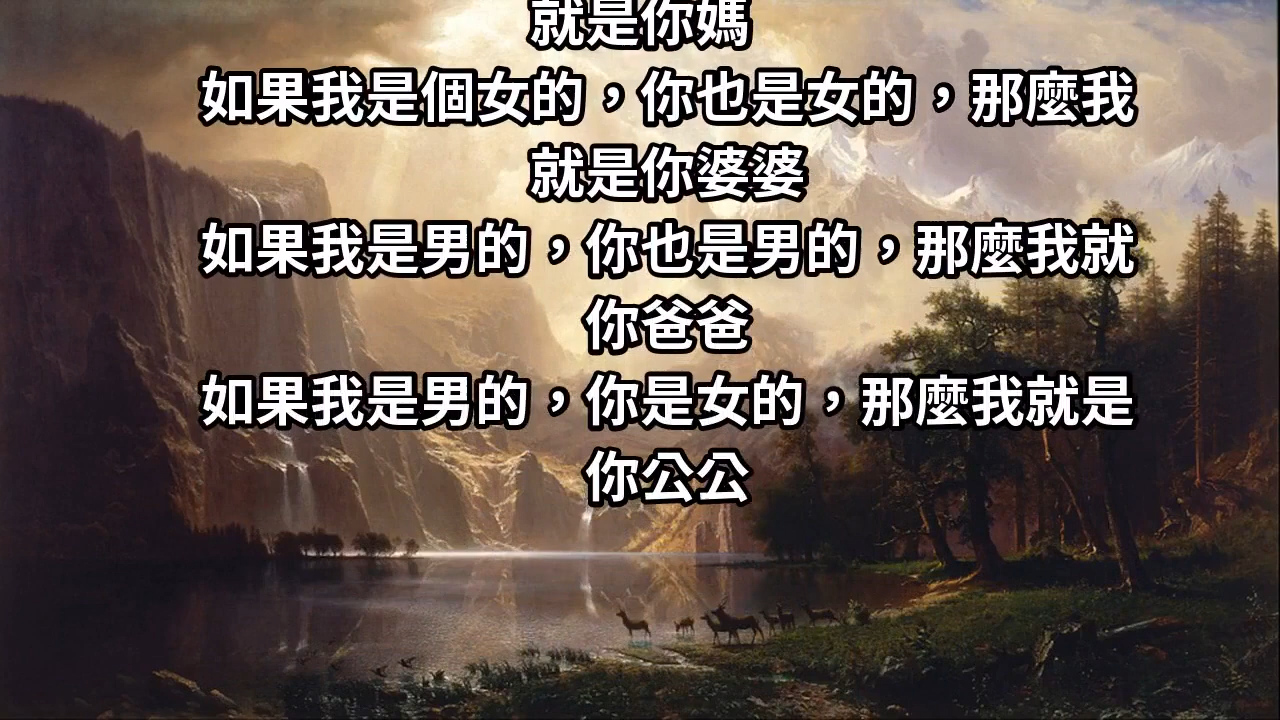 就是你媽
如果我是個女的，你也是女的，那麼我
就是你婆婆
如果我是男的，你也是男的，那麼我就
你爸爸
如果我是男的，你是女的，那麼我就是
你公公